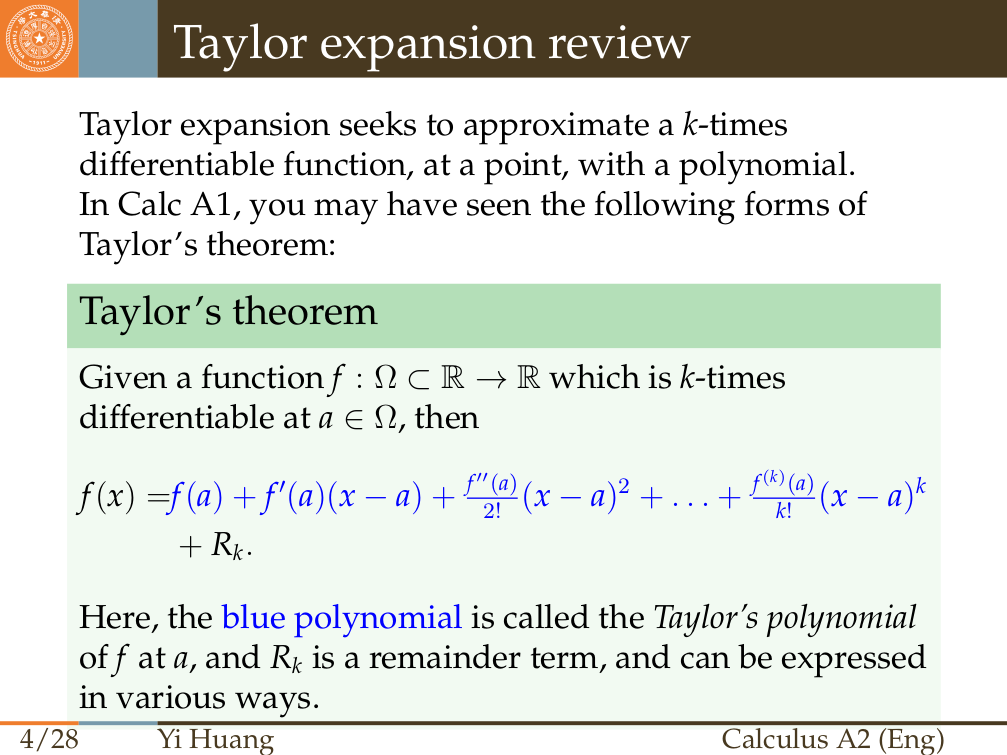 Taylor expansion review
Taylor expansion seeks to approximate a k-times
differentiable function, at a point, with a polynomial.
In Calc A1, you may have seen the following forms of
Taylor’s theorem:
Taylor’s theorem
Given a function f : Ω ⊂ ℝ → ℝ which is k-times
differentiable at a ∈ Ω, then
f(x) =f(a) + f′(a)(x − a) + f′′(a)/2! (x − a)² + . . . + f⁽ᵏ⁾(a)/k! (x − a)ᵏ
+ Rₖ.
Here, the blue polynomial is called the Taylor’s polynomial
of f at a, and Rₖ is a remainder term, and can be expressed
in various ways.
4/28 Yi Huang Calculus A2 (Eng)